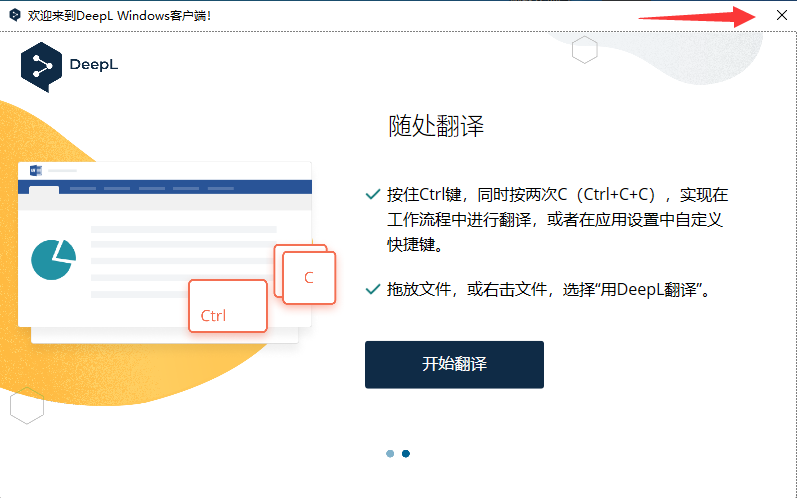 欢迎来到DeepL Windows客户端！
DeepL
随处翻译
按住Ctrl键，同时按两次C（Ctrl+C+C），实现在
工作流程中进行翻译，或者在应用设置中自定义
快捷键。
C
Ctrl
拖放文件，或右击文件，选择“用DeepL翻译”。
开始翻译